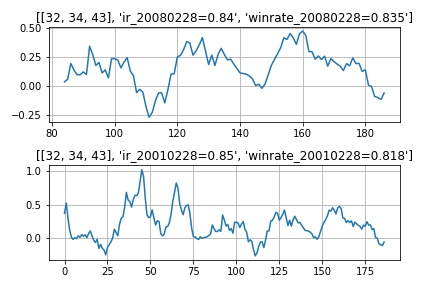 [[32, 34, 43], 'ir_20080228=0.84', 'winrate_20080228=0.835']
0.50
0.25
0.00
−0.25
80 100 120 140 160 180
[[32, 34, 43], 'ir_20010228=0.85', 'winrate_20010228=0.818']
1.0
0.5
0.0
0 25 50 75 100 125 150 175